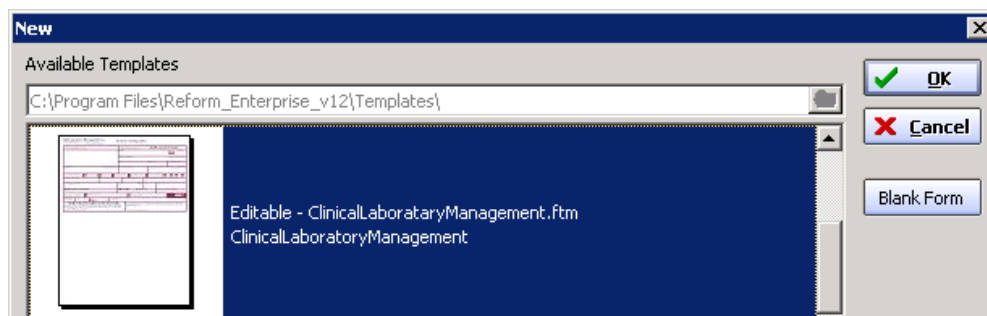 New
Available Templates
C:\Program Files\Reform_Enterprise_v12\Templates\
OK
Cancel
Blank Form
Editable - ClinicalLaborataryManagement.ftm
ClinicalLaboratoryManagement